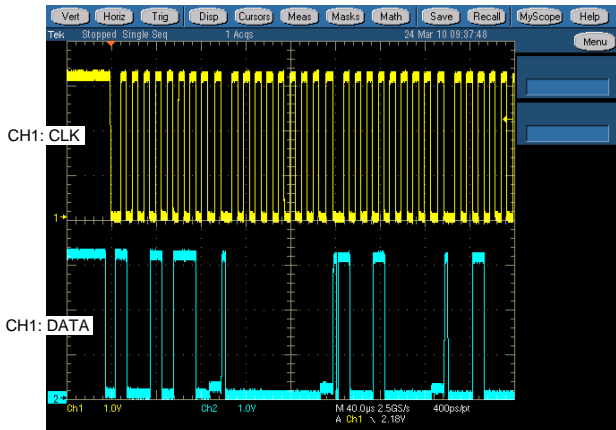 Vert Horiz Trig Disp Cursors Meas Masks Math Save Recall MyScope Help
Tek Stopped Single Seq 1 Acqs 24 Mar 10 09:37:48
Menu
CH1: CLK
1
CH1: DATA
2
Ch1 1.0V Ch2 1.0V M 40.0µs 2.5GS/s 400ps/pt
A Ch1 2.18V